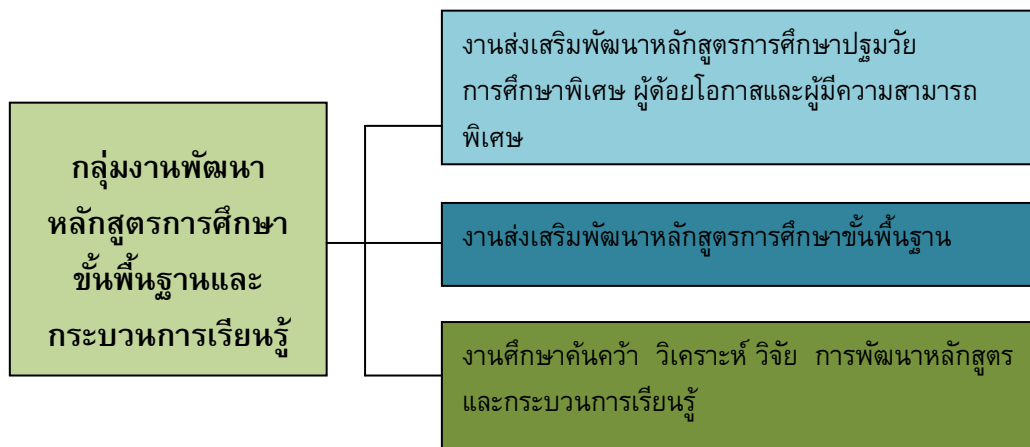 กลุ่มงานพัฒนา
หลักสูตรการศึกษา
ขั้นพื้นฐานและ
กระบวนการเรียนรู้
งานส่งเสริมพัฒนาหลักสูตรการศึกษาปฐมวัย
การศึกษาพิเศษ ผู้ด้อยโอกาสและผู้มีความสามารถ
พิเศษ
งานส่งเสริมพัฒนาหลักสูตรการศึกษาขั้นพื้นฐาน
งานศึกษาค้นคว้า วิเคราะห์ วิจัย การพัฒนาหลักสูตร
และกระบวนการเรียนรู้